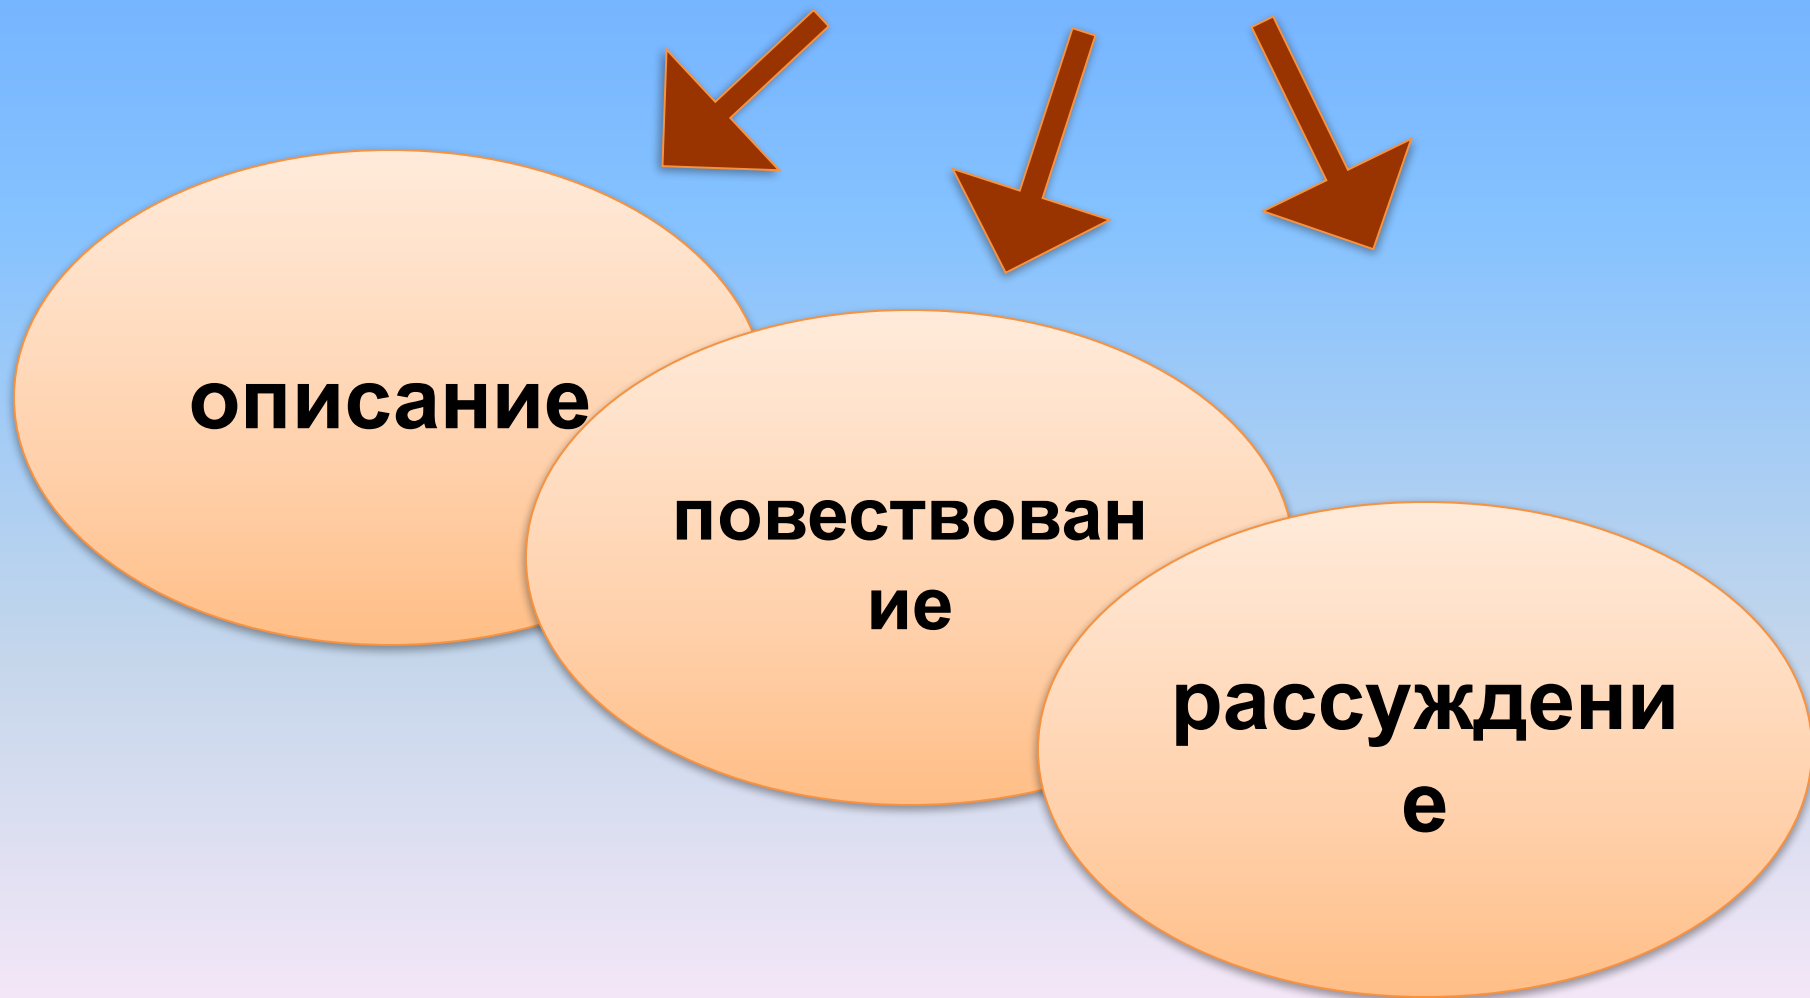 описание
повествован
ие
рассуждени
е